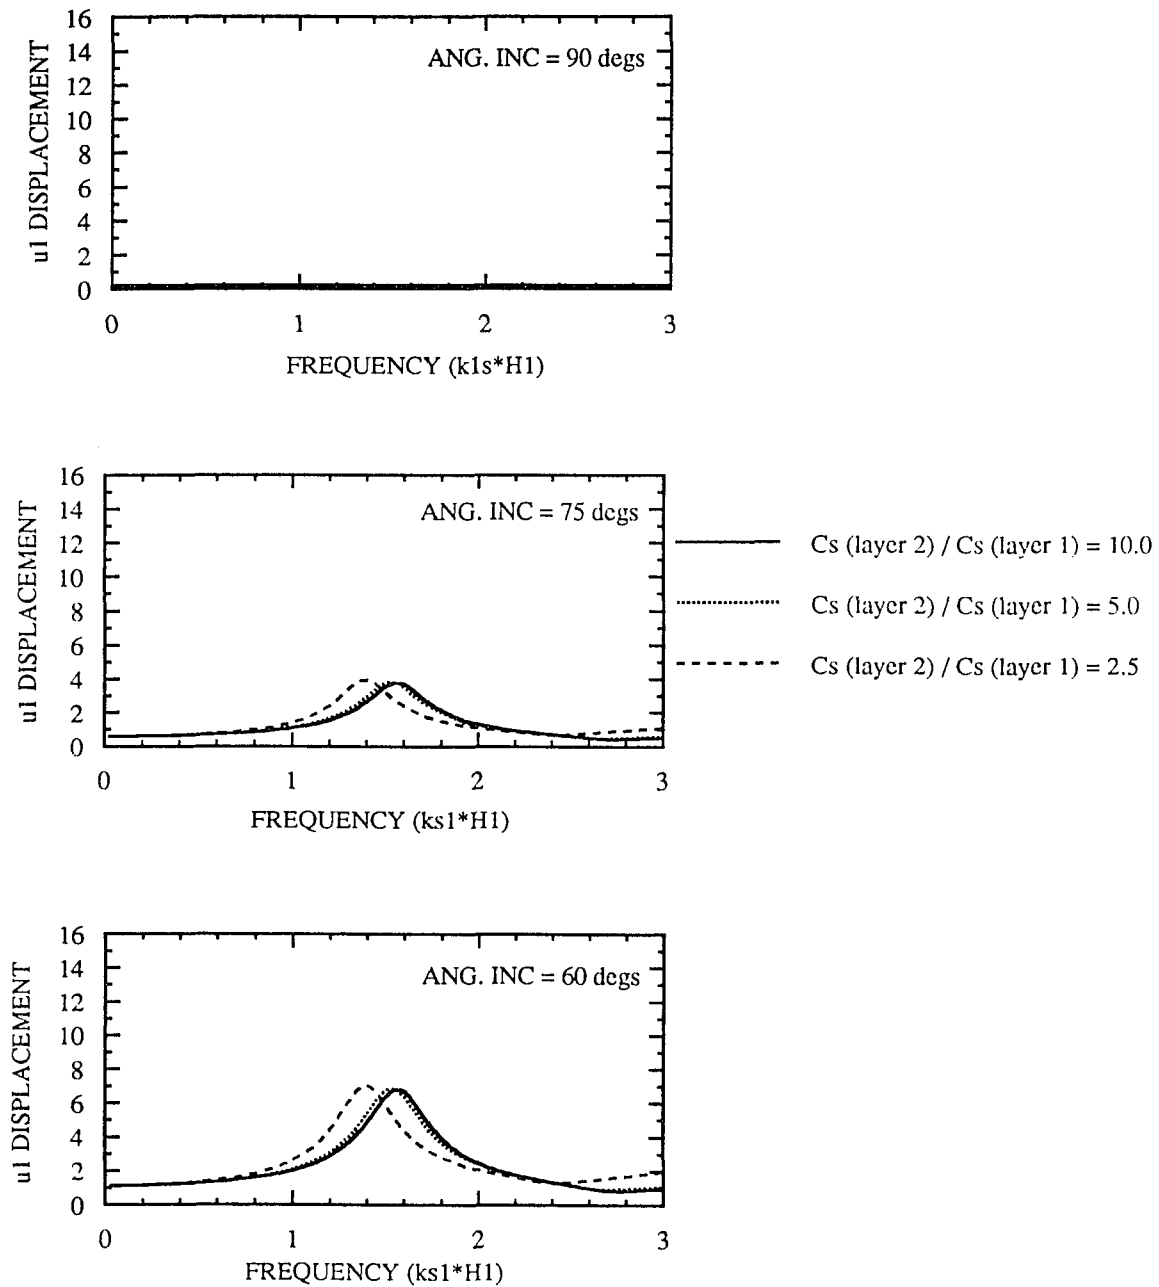 16
14
12
10
8
6
4
2
0
u1 DISPLACEMENT
ANG. INC = 90 degs
0 1 2 3
FREQUENCY (k1s*H1)
16
14
12
10
8
6
4
2
0
u1 DISPLACEMENT
ANG. INC = 75 degs
0 1 2 3
FREQUENCY (ks1*H1)
Cs (layer 2) / Cs (layer 1) = 10.0
Cs (layer 2) / Cs (layer 1) = 5.0
Cs (layer 2) / Cs (layer 1) = 2.5
16
14
12
10
8
6
4
2
0
u1 DISPLACEMENT
ANG. INC = 60 degs
0 1 2 3
FREQUENCY (ks1*H1)